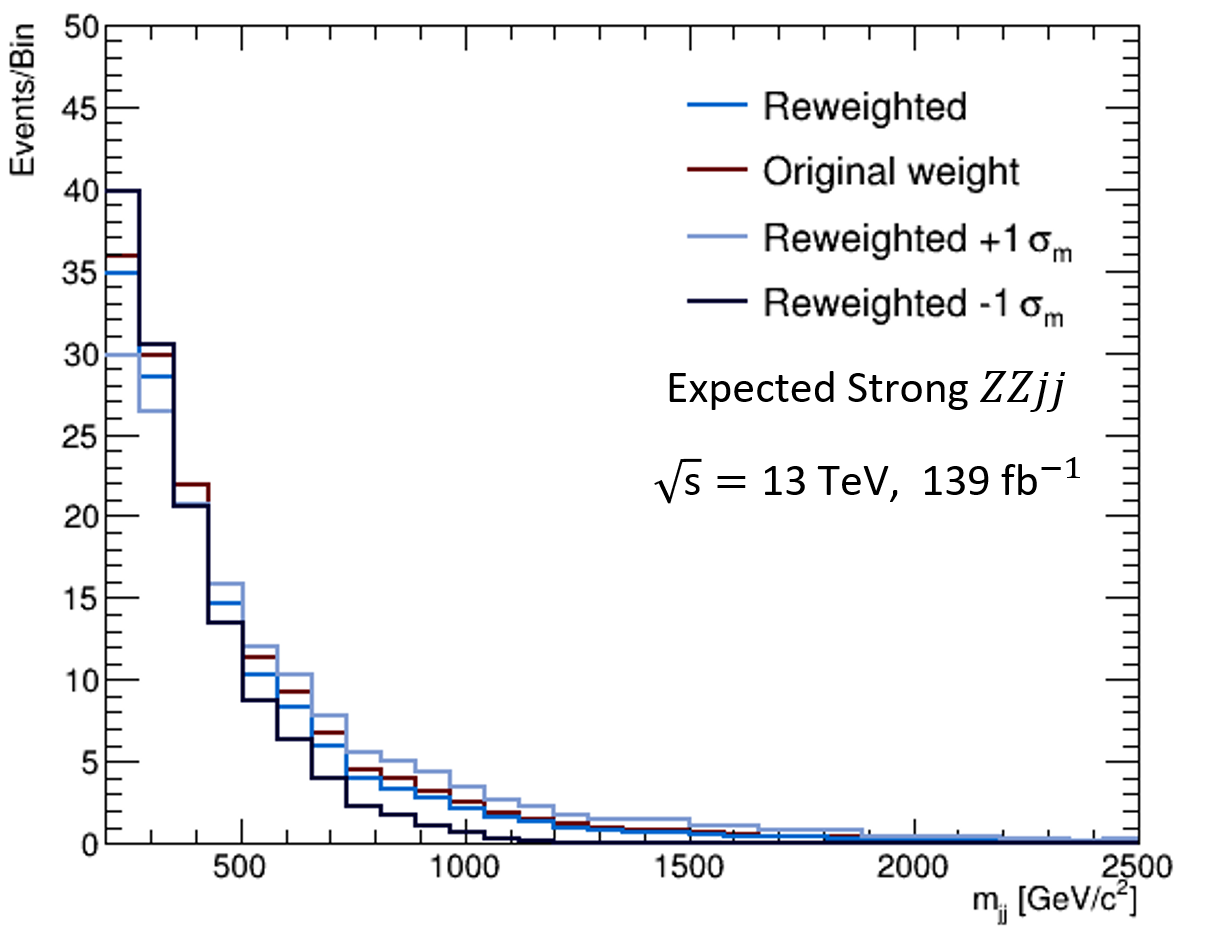 Events/Bin
50
45
40
35
30
25
20
15
10
5
0
Reweighted
Original weight
Reweighted +1 σm
Reweighted -1 σm
Expected Strong ZZjj
√s = 13 TeV, 139 fb⁻¹
500
1000
1500
2000
2500
mjj [GeV/c²]